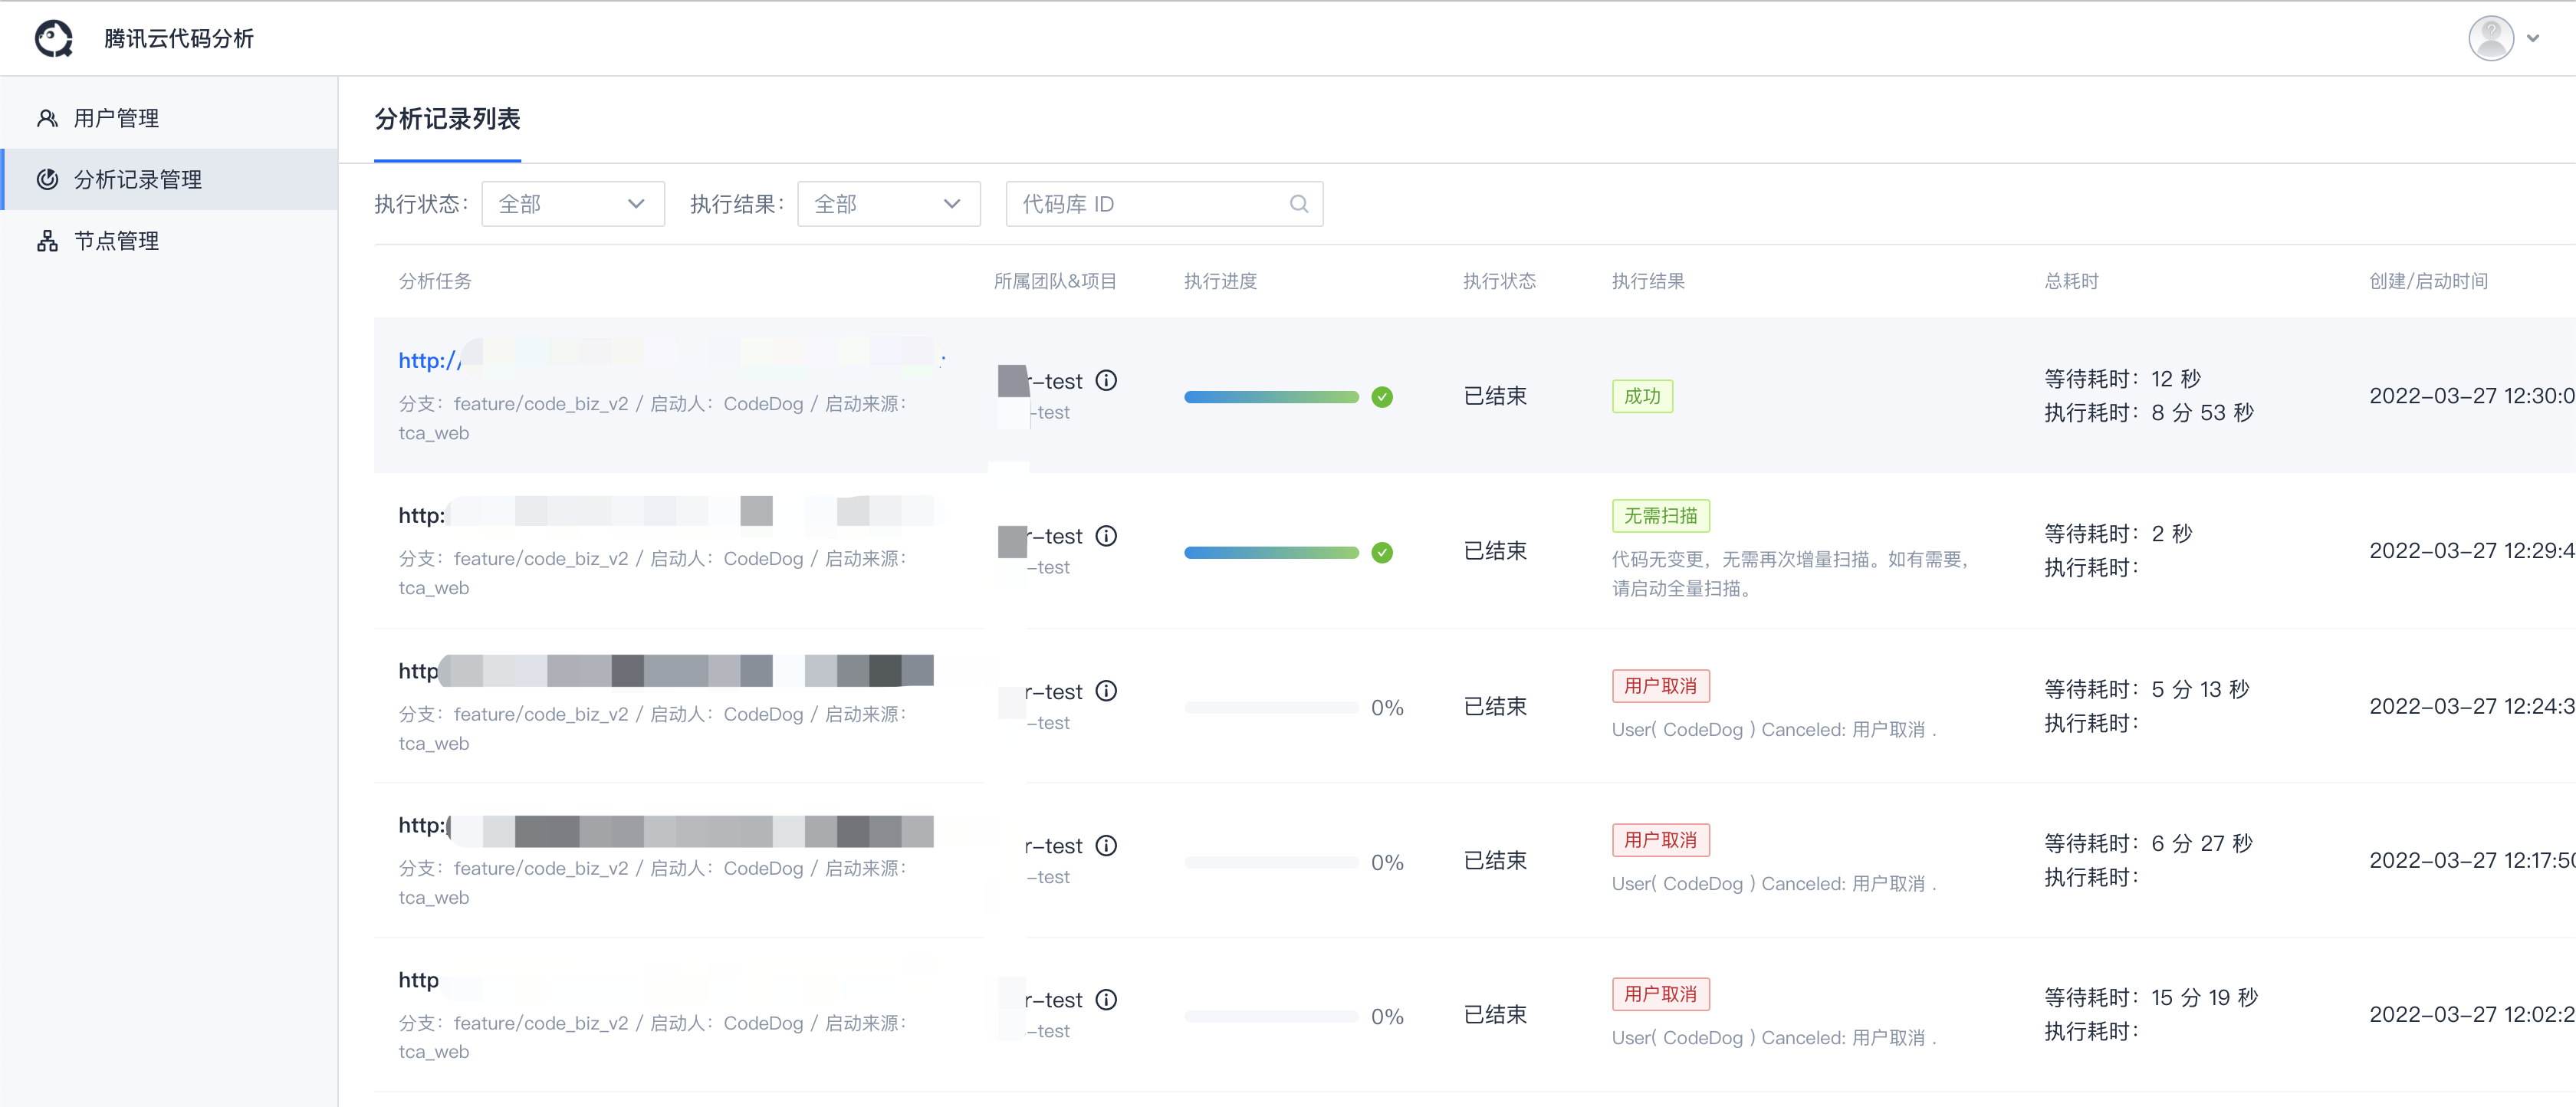 腾讯云代码分析
用户管理
分析记录管理
节点管理
分析记录列表
执行状态： 全部 执行结果： 全部 代码库 ID
分析任务 所属团队&项目 执行进度 执行状态 执行结果 总耗时 创建/启动时间
http://
分支：feature/code_biz_v2 / 启动人：CodeDog / 启动来源：
tca_web
r-test
-test
已结束
成功
等待耗时：12 秒
执行耗时：8 分 53 秒
2022-03-27 12:30:0
http:
分支：feature/code_biz_v2 / 启动人：CodeDog / 启动来源：
tca_web
r-test
-test
已结束
无需扫描
代码无变更，无需再次增量扫描。如有需要，
请启动全量扫描。
等待耗时：2 秒
执行耗时：
2022-03-27 12:29:4
http
分支：feature/code_biz_v2 / 启动人：CodeDog / 启动来源：
tca_web
r-test
-test
0%
已结束
用户取消
User( CodeDog ) Canceled: 用户取消 .
等待耗时：5 分 13 秒
执行耗时：
2022-03-27 12:24:3
http:
分支：feature/code_biz_v2 / 启动人：CodeDog / 启动来源：
tca_web
r-test
-test
0%
已结束
用户取消
User( CodeDog ) Canceled: 用户取消 .
等待耗时：6 分 27 秒
执行耗时：
2022-03-27 12:17:50
http
分支：feature/code_biz_v2 / 启动人：CodeDog / 启动来源：
tca_web
r-test
-test
0%
已结束
用户取消
User( CodeDog ) Canceled: 用户取消 .
等待耗时：15 分 19 秒
执行耗时：
2022-03-27 12:02:2